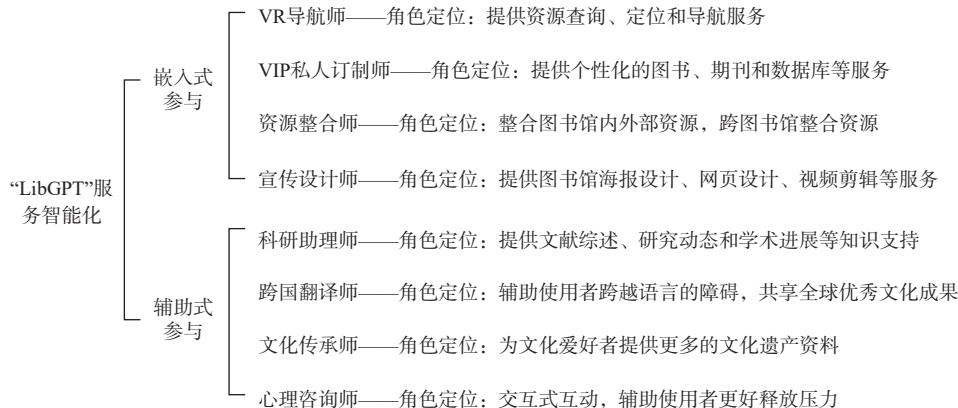 “LibGPT”服
务智能化
嵌入式
参与
VR导航师——角色定位：提供资源查询、定位和导航服务
VIP私人订制师——角色定位：提供个性化的图书、期刊和数据库等服务
资源整合师——角色定位：整合图书馆内外部资源，跨图书馆整合资源
宣传设计师——角色定位：提供图书馆海报设计、网页设计、视频剪辑等服务
辅助式
参与
科研助理师——角色定位：提供文献综述、研究动态和学术进展等知识支持
跨国翻译师——角色定位：辅助使用者跨越语言的障碍，共享全球优秀文化成果
文化传承师——角色定位：为文化爱好者提供更多的文化遗产资料
心理咨询师——角色定位：交互式互动，辅助使用者更好释放压力